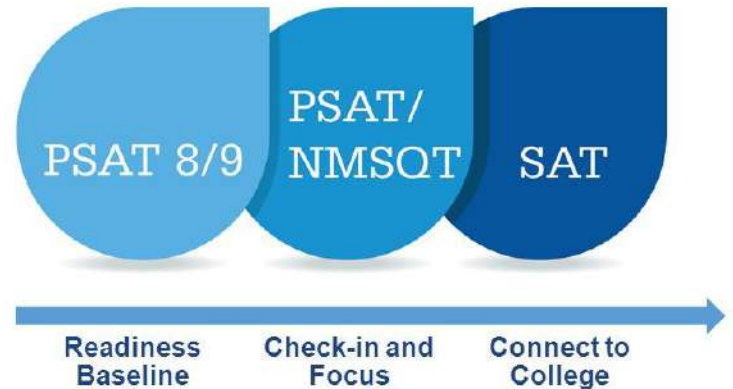 PSAT 8/9
PSAT/
NMSQT
SAT
Readiness
Baseline
Check-in and
Focus
Connect to
College